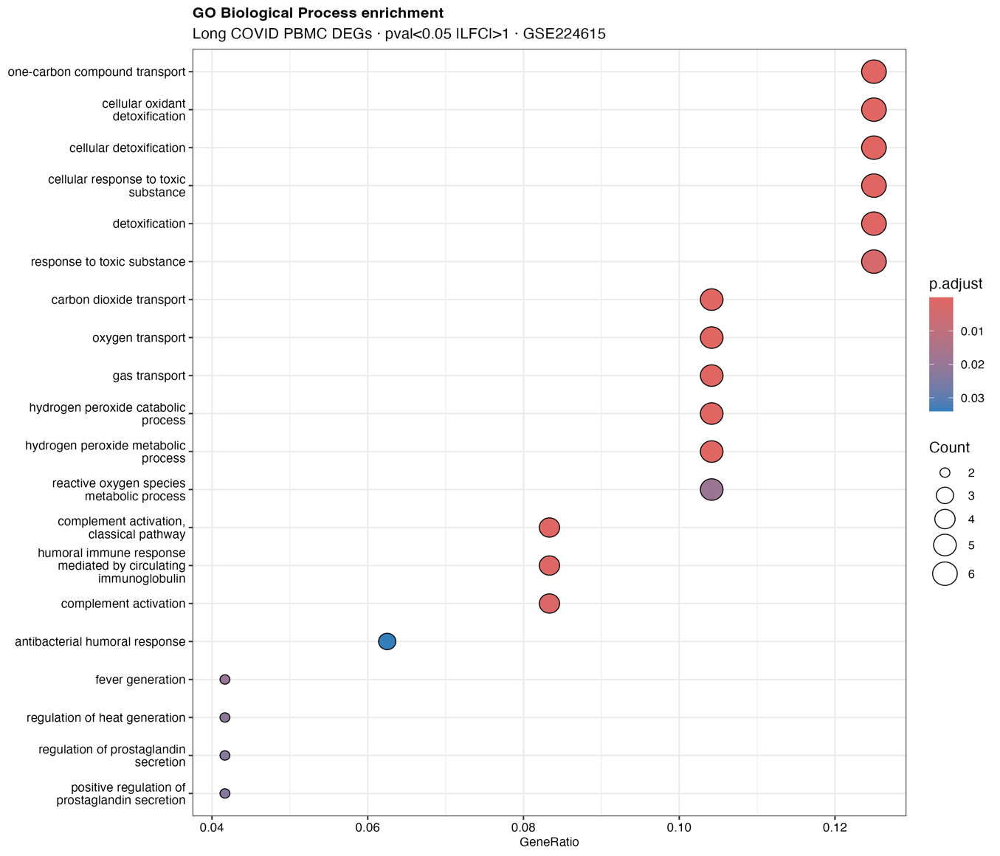 GO Biological Process enrichment
Long COVID PBMC DEGs · pval<0.05 |LFC|>1 · GSE224615
one-carbon compound transport
cellular oxidant
detoxification
cellular detoxification
cellular response to toxic
substance
detoxification
response to toxic substance
carbon dioxide transport
oxygen transport
gas transport
hydrogen peroxide catabolic
process
hydrogen peroxide metabolic
process
reactive oxygen species
metabolic process
complement activation,
classical pathway
humoral immune response
mediated by circulating
immunoglobulin
complement activation
antibacterial humoral response
fever generation
regulation of heat generation
regulation of prostaglandin
secretion
positive regulation of
prostaglandin secretion
0.04 0.06 0.08 0.10 0.12
GeneRatio
p.adjust
0.01
0.02
0.03
Count
2
3
4
5
6